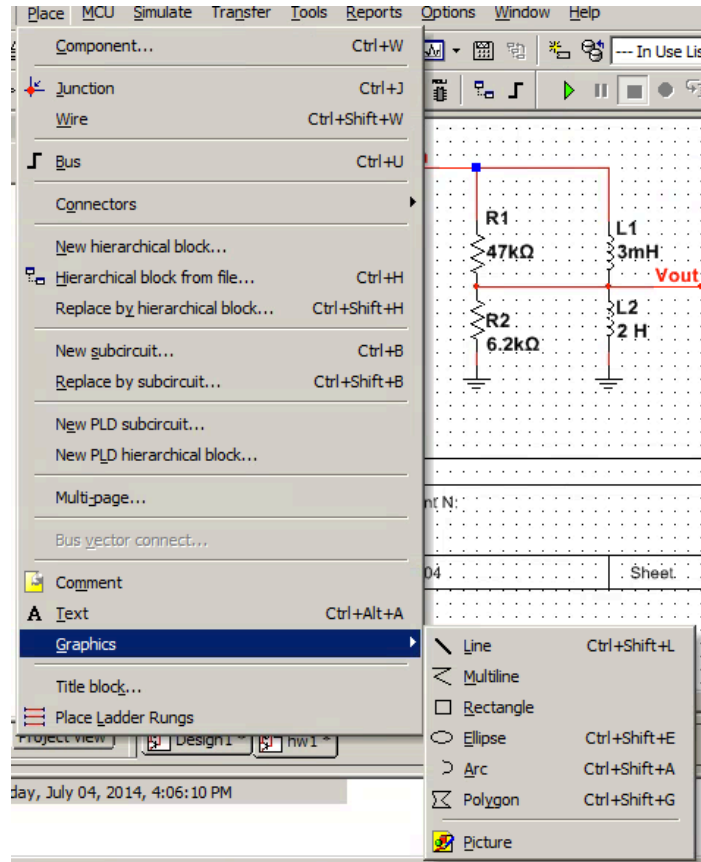 Place MCU Simulate Transfer Tools Reports Options Window Help
Component... Ctrl+W
--- In Use Lis
Junction Ctrl+J
Wire Ctrl+Shift+W
Bus Ctrl+U
Connectors
New hierarchical block...
Hierarchical block from file... Ctrl+H
Replace by hierarchical block... Ctrl+Shift+H
New subcircuit... Ctrl+B
Replace by subcircuit... Ctrl+Shift+B
New PLD subcircuit...
New PLD hierarchical block...
Multi-page...
Bus vector connect...
Comment
A Text Ctrl+Alt+A
Graphics
Title block...
Place Ladder Rungs
R1
47kΩ
L1
3mH
Vout
R2
6.2kΩ
L2
2 H
nt N:
04
Sheet
Line Ctrl+Shift+L
Multiline
Rectangle
Ellipse Ctrl+Shift+E
Arc Ctrl+Shift+A
Polygon Ctrl+Shift+G
Picture
Project View Design1 * hw1 *
day, July 04, 2014, 4:06:10 PM